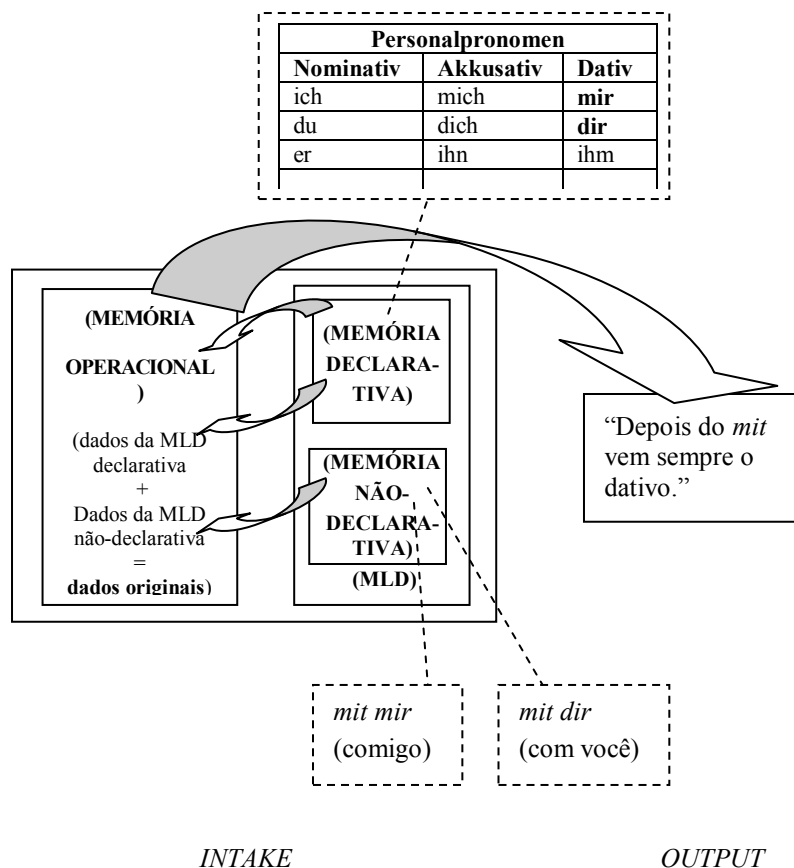 Personalpronomen
Nominativ Akkusativ Dativ
ich mich mir
du dich dir
er ihn ihm
(MEMÓRIA
OPERACIONAL
)
(dados da MLD
declarativa
+
Dados da MLD
não-declarativa
=
dados originais)
(MEMÓRIA
DECLARA-
TIVA)
(MEMÓRIA
NÃO-
DECLARA-
TIVA)
(MLD)
“Depois do mit
vem sempre o
dativo.”
mit mir
(comigo)
mit dir
(com você)
INTAKE OUTPUT